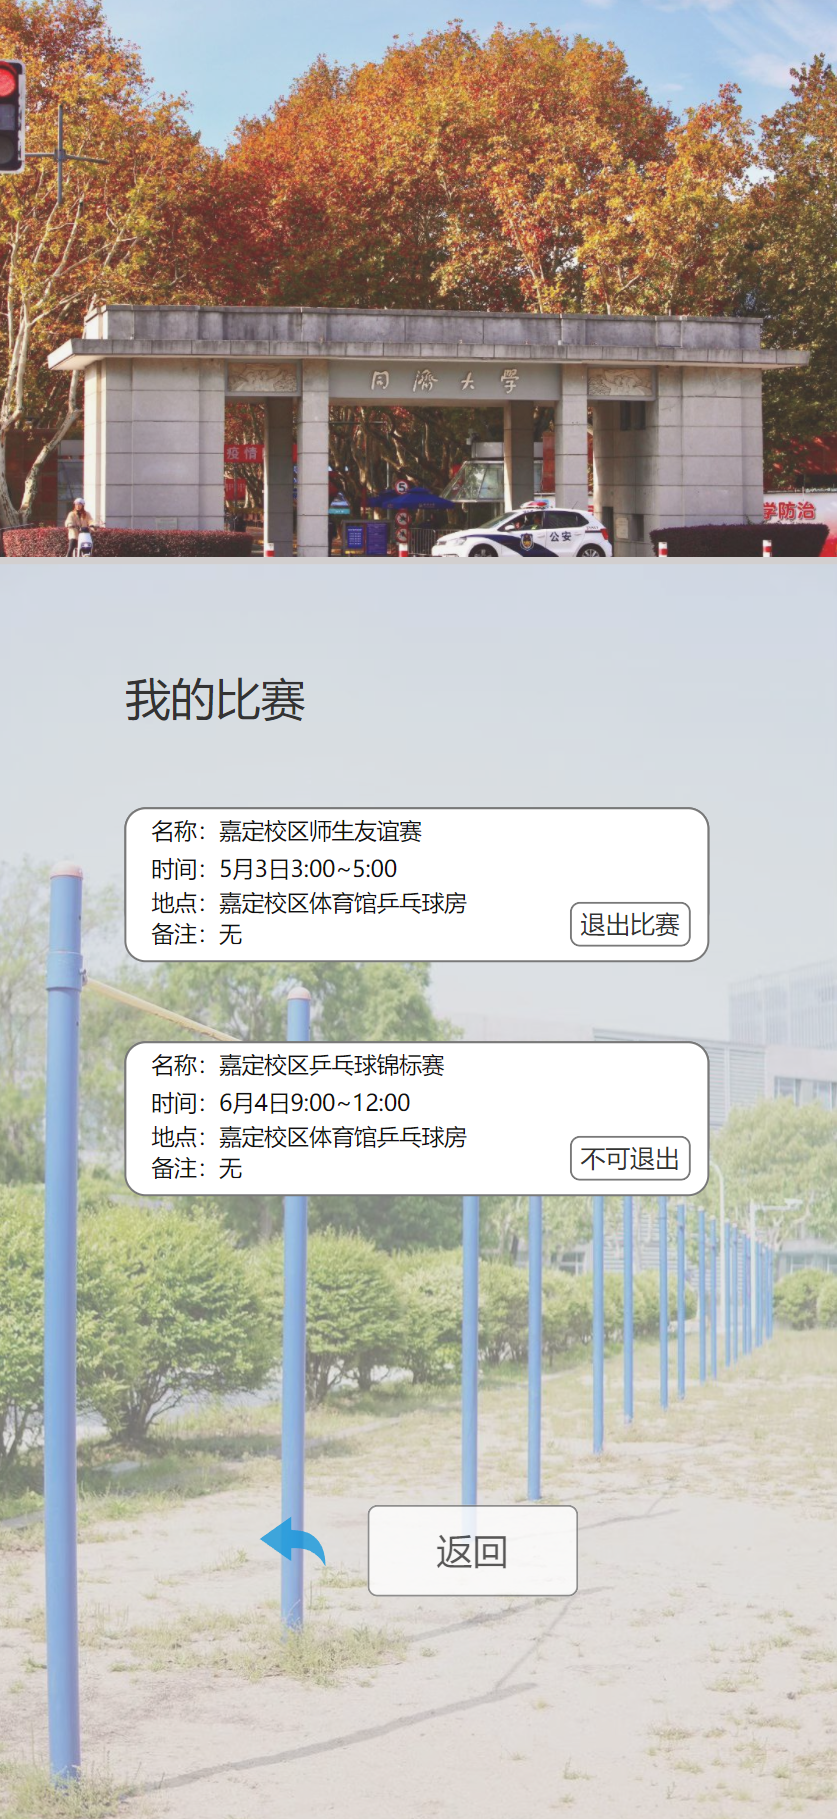 同濟大學
疫情
5
公安
学防治
我的比赛
名称：嘉定校区师生友谊赛
时间：5月3日3:00~5:00
地点：嘉定校区体育馆乒乓球房
备注：无
退出比赛
名称：嘉定校区乒乓球锦标赛
时间：6月4日9:00~12:00
地点：嘉定校区体育馆乒乓球房
备注：无
不可退出
返回